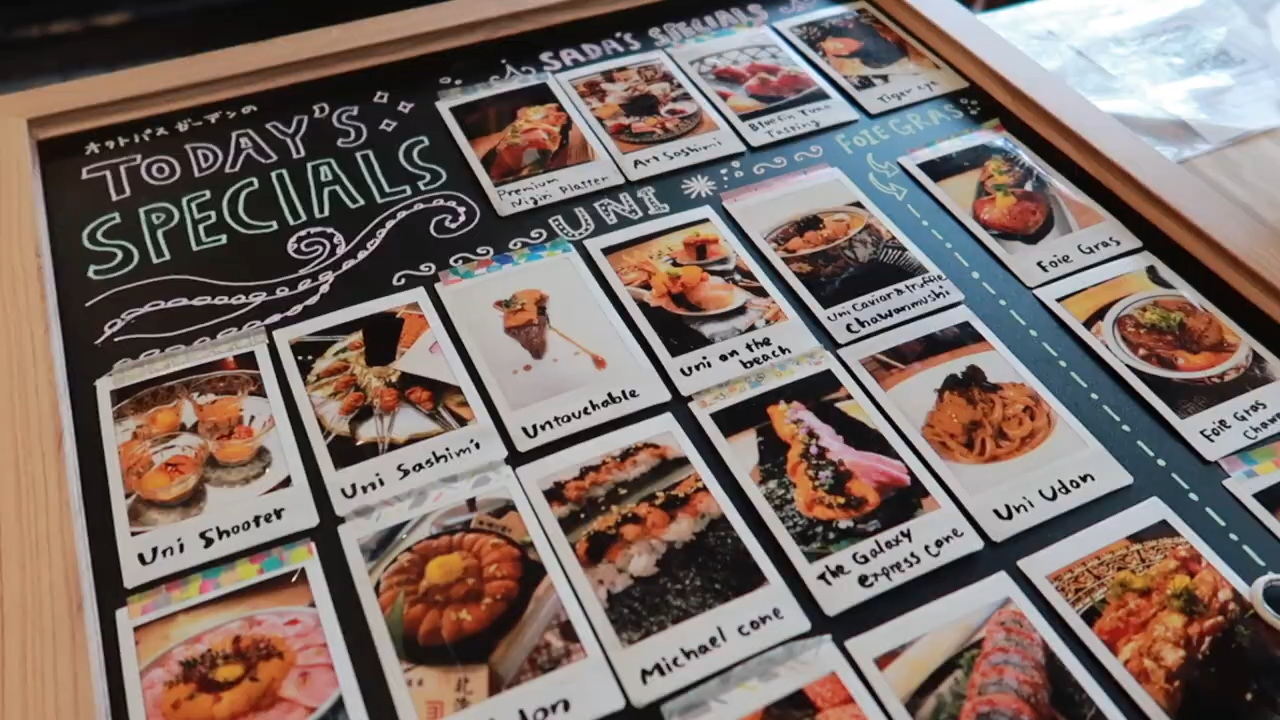 オクトパスガーデンの
TODAY'S
SPECIALS
SADA'S SPECIALS
Premium
Nigiri Platter
Art Sashimi
Bluefin Tuna
Tasting
Tiger eye
UNI
FOIE GRAS
Uni Shooter
Uni Sashimi
Untouchable
Uni on the
beach
Uni Caviar & truffle
Chawanmushi
Foie Gras
Foie Gras
Michael cone
The Galaxy
express cone
Uni Udon